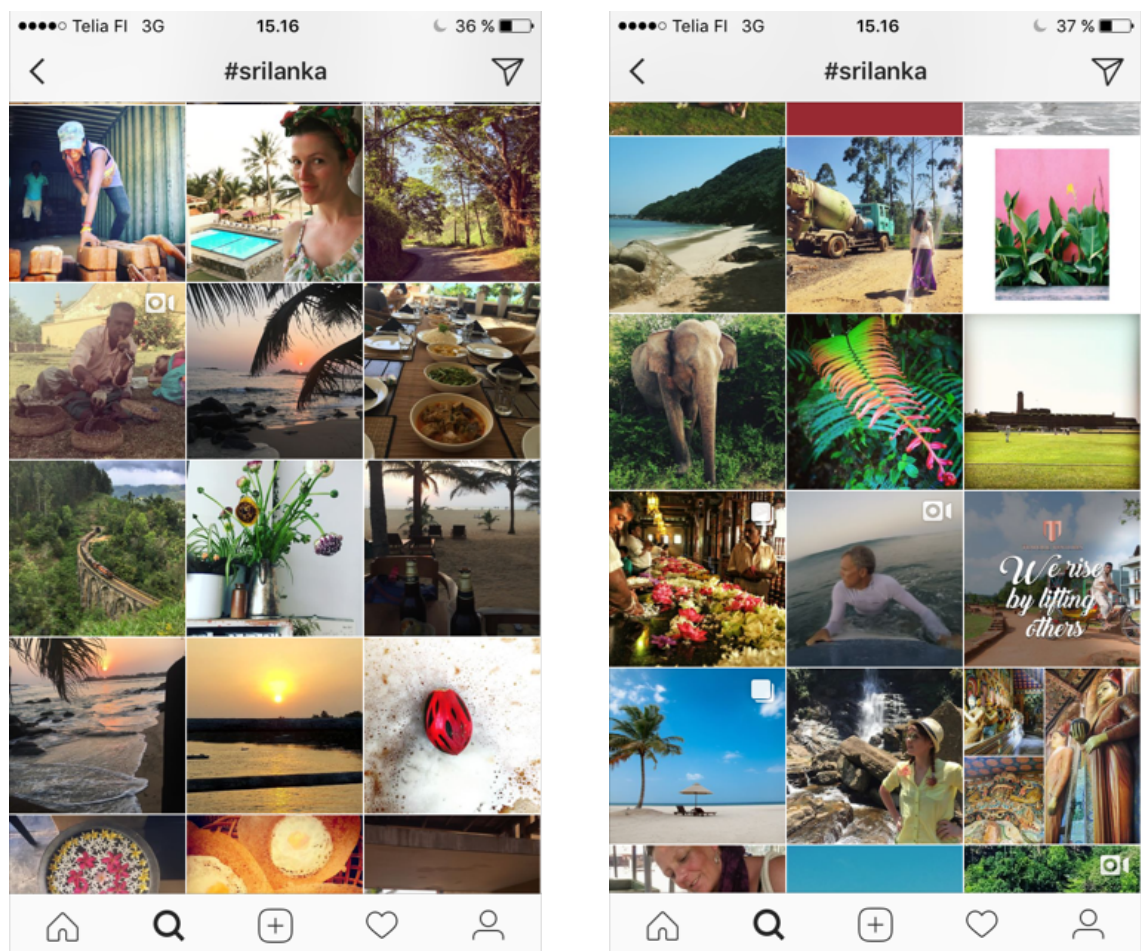 Telia FI 3G 15.16 36 %
#srilanka
Telia FI 3G 15.16 37 %
#srilanka
We rise
by lifting
others